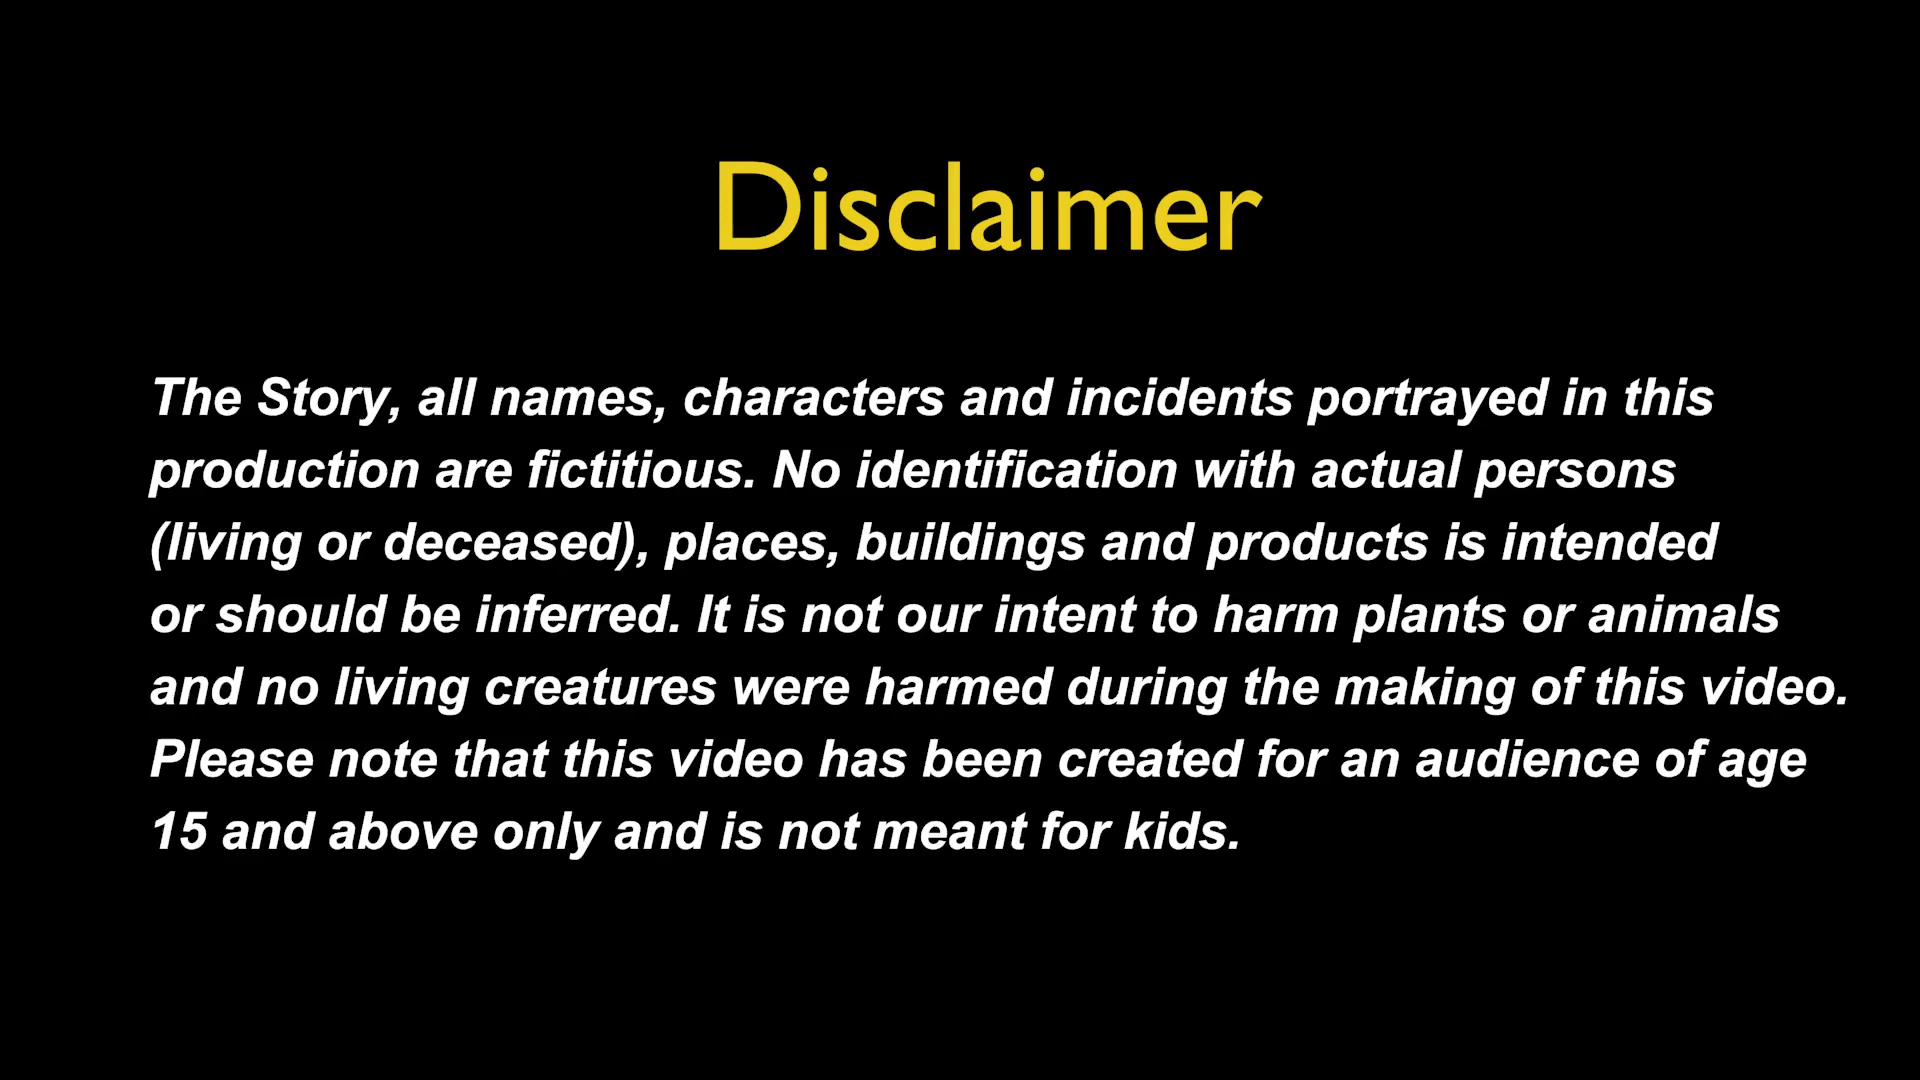 Disclaimer
The Story, all names, characters and incidents portrayed in this
production are fictitious. No identification with actual persons
(living or deceased), places, buildings and products is intended
or should be inferred. It is not our intent to harm plants or animals
and no living creatures were harmed during the making of this video.
Please note that this video has been created for an audience of age
15 and above only and is not meant for kids.